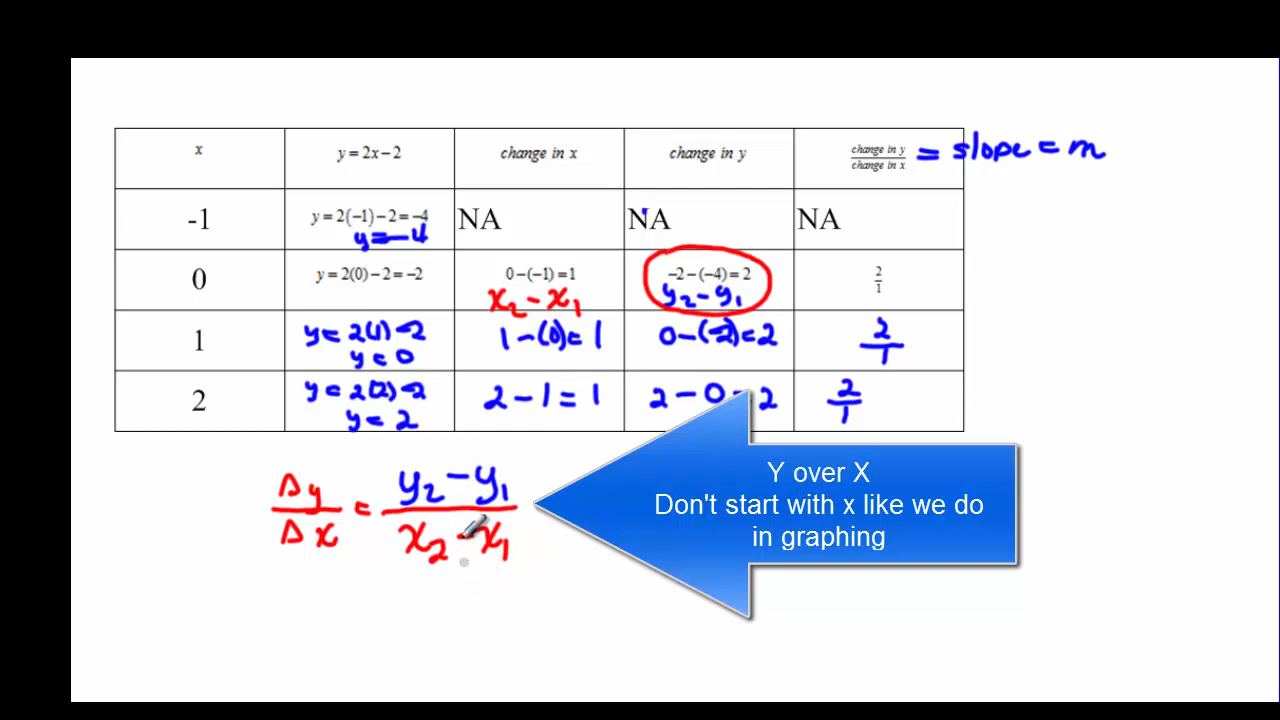 x	y = 2x − 2	change in x	change in y	change in y / change in x = slope = m
-1	y = 2(−1) − 2 = −4	NA	NA	NA
y = −4
0	y = 2(0) − 2 = −2	0 − (−1) = 1	−2 − (−4) = 2	2/1
x₂ − x₁	y₂ − y₁
1	y = 2(1) − 2	1 − (0) = 1	0 − (−2) = 2	2/1
y = 0
2	y = 2(2) − 2	2 − 1 = 1	2 − 0 = 2	2/1
y = 2
Δy/Δx = y₂ − y₁ / x₂ − x₁
Y over X
Don't start with x like we do
in graphing